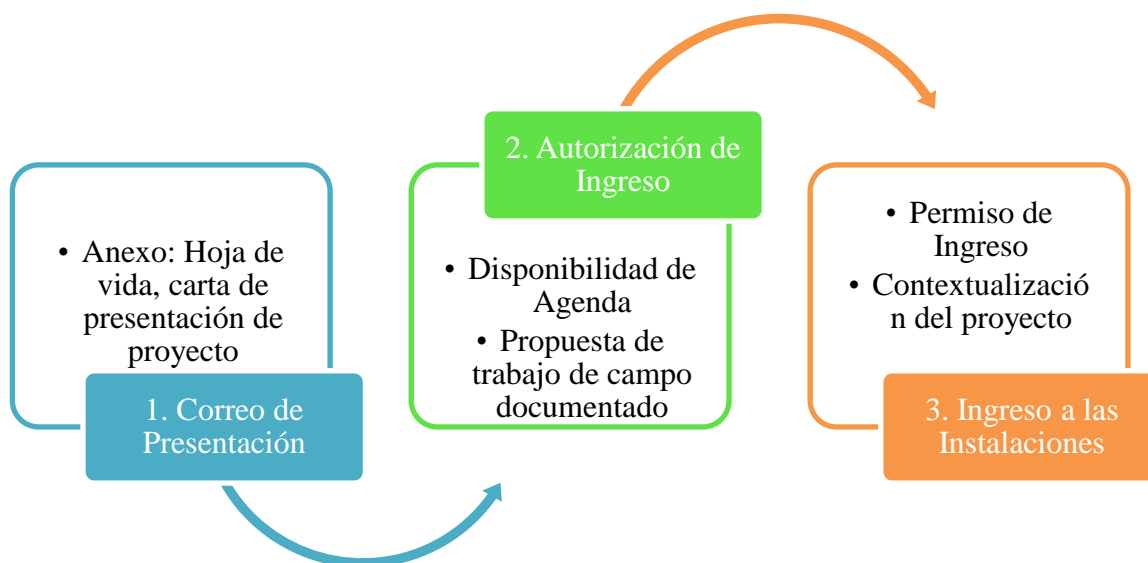 • Anexo: Hoja de
vida, carta de
presentación de
proyecto
1. Correo de
Presentación
2. Autorización de
Ingreso
• Disponibilidad de
Agenda
• Propuesta de
trabajo de campo
documentado
• Permiso de
Ingreso
• Contextualizació
n del proyecto
3. Ingreso a las
Instalaciones